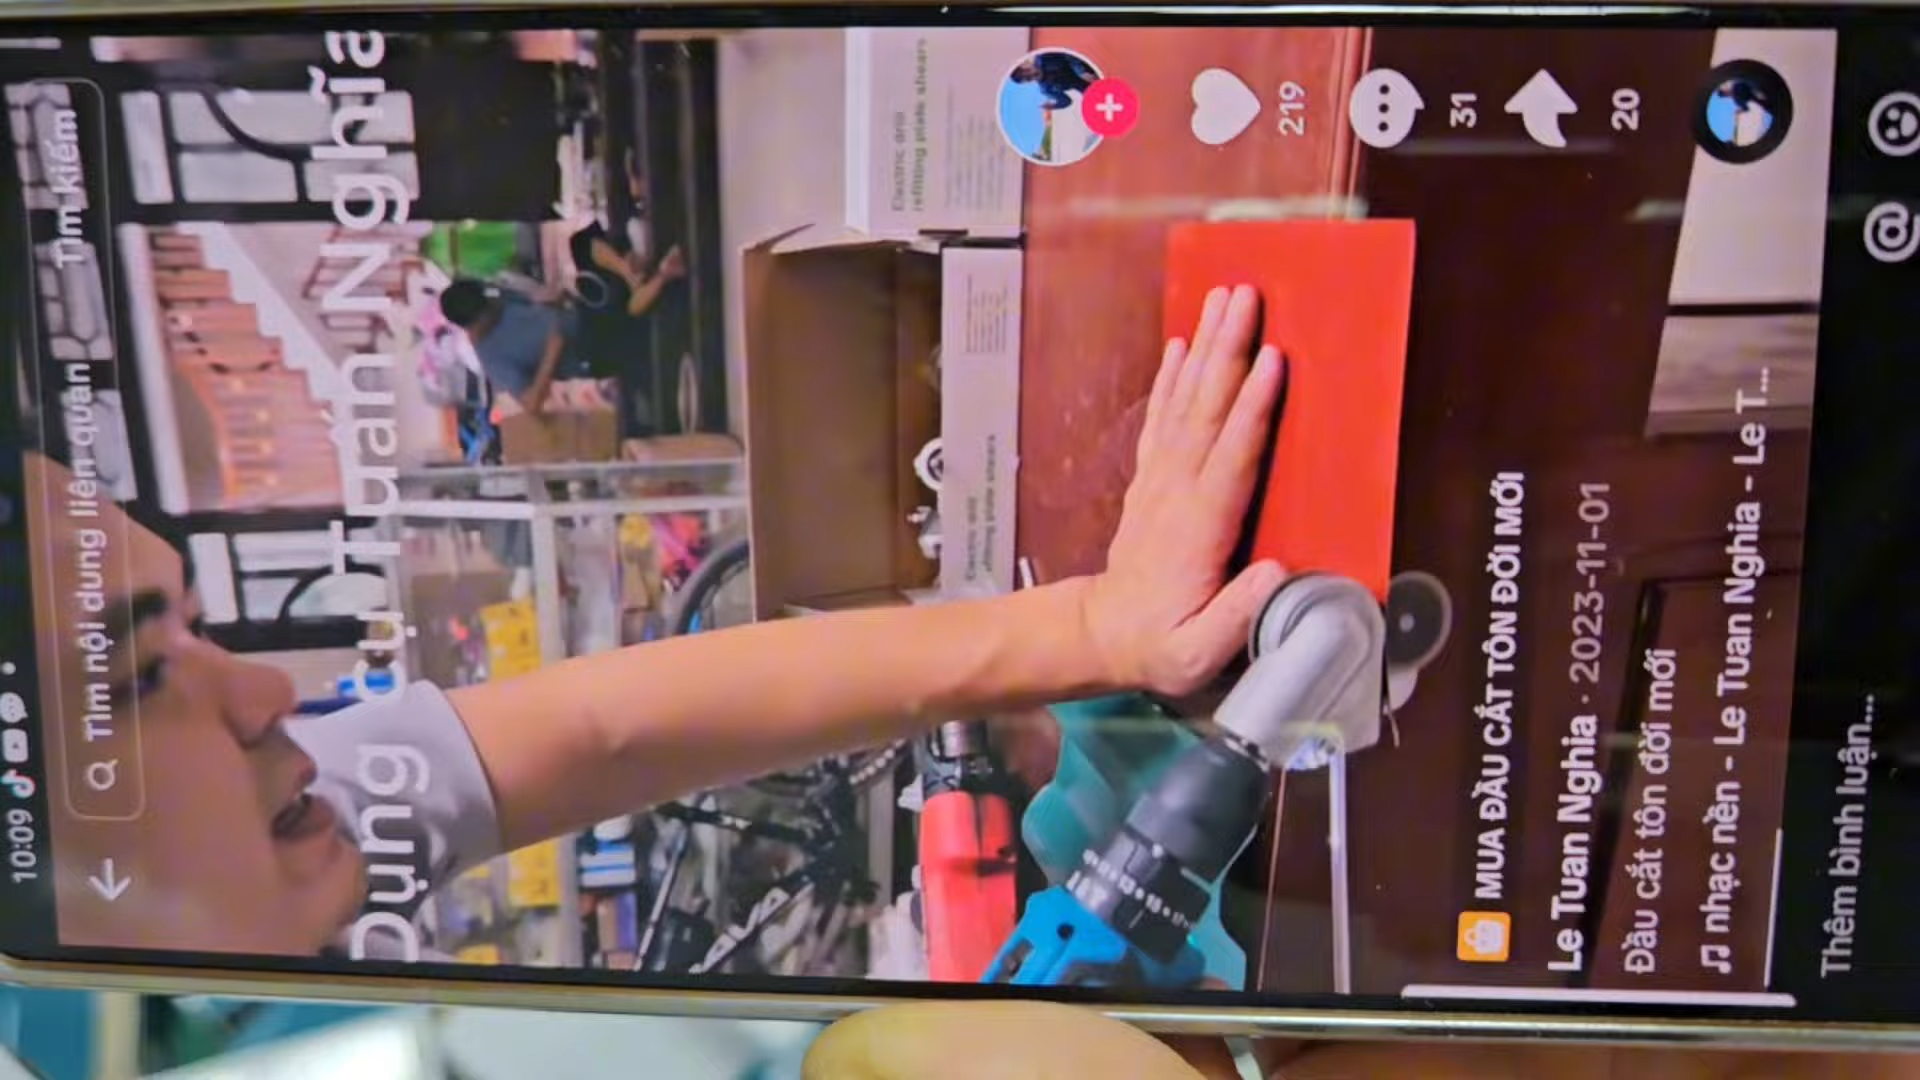 10:09
Tìm nội dung liên quan Tìm kiếm
Dụng cụ Tuấn Nghĩa
Electric drill
refitting plate shears
219
31
20
MUA ĐẦU CẮT TÔN ĐỜI MỚI
Le Tuan Nghia · 2023-11-01
Đầu cắt tôn đời mới
nhạc nền - Le Tuan Nghia - Le T...
Thêm bình luận...
@